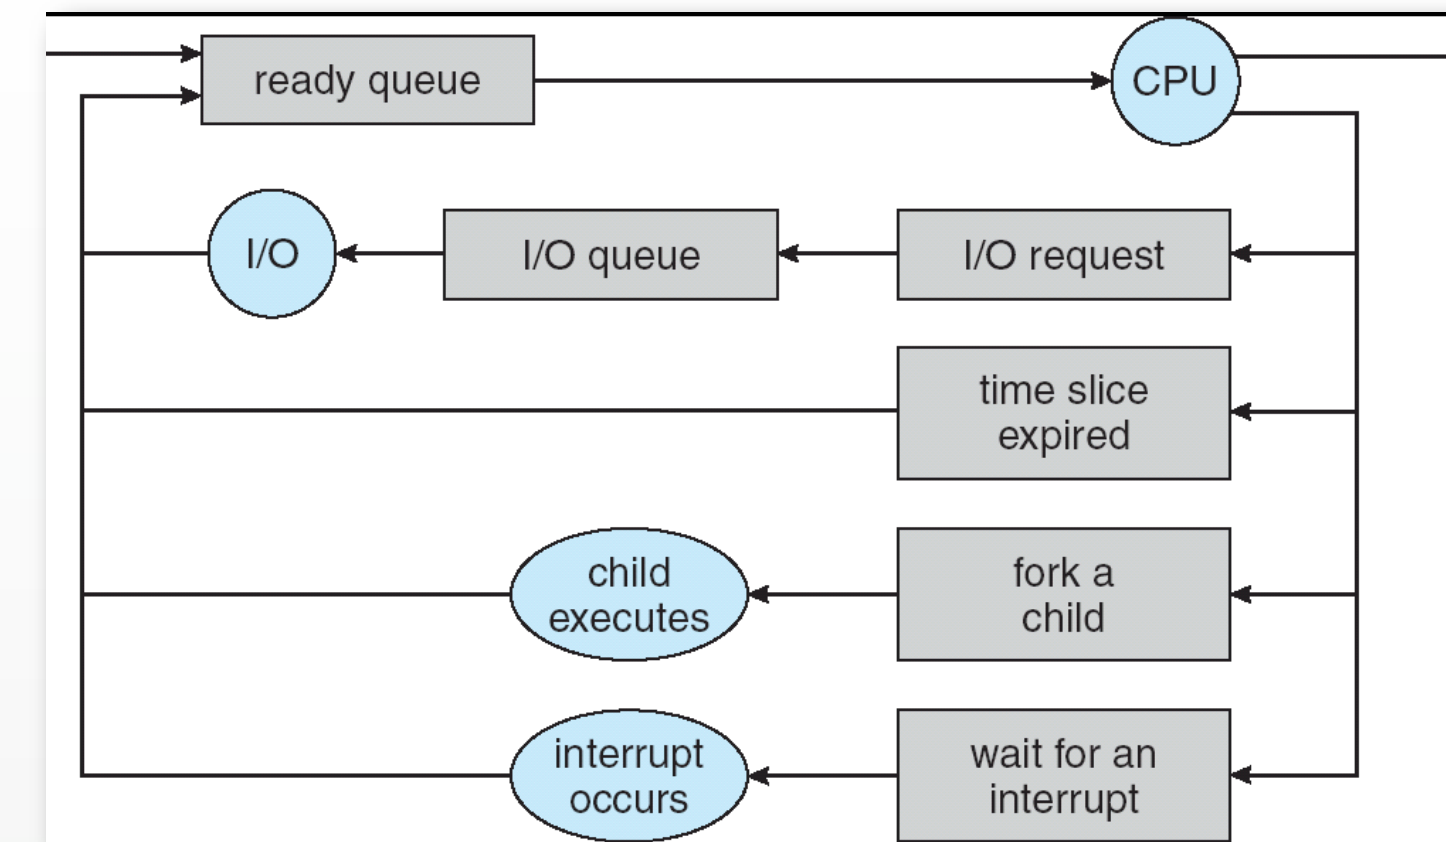 ready queue
CPU
I/O
I/O queue
I/O request
time slice
expired
child
executes
fork a
child
interrupt
occurs
wait for an
interrupt